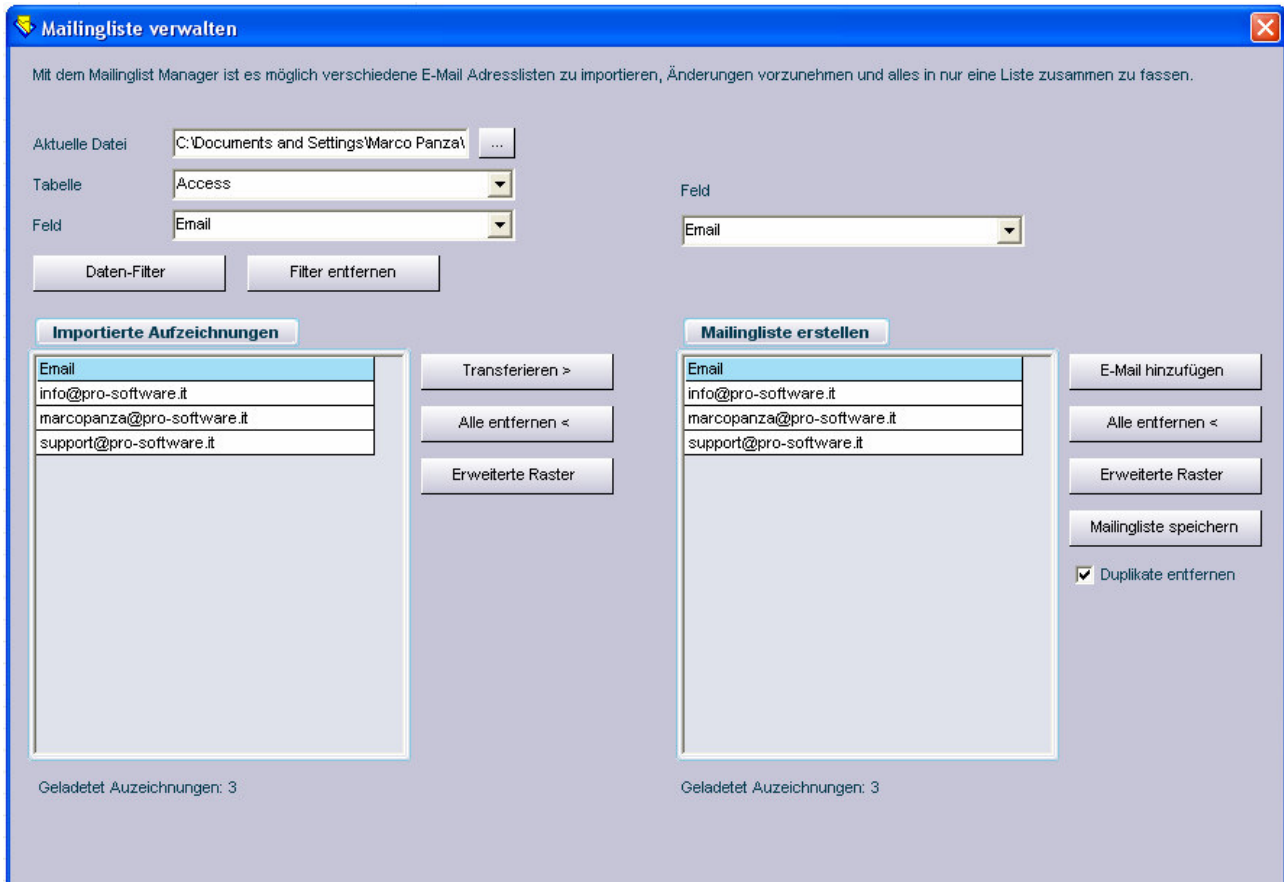 Mailingliste verwalten
Mit dem Mailinglist Manager ist es möglich verschiedene E-Mail Adresslisten zu importieren, Änderungen vorzunehmen und alles in nur eine Liste zusammen zu fassen.
Aktuelle Datei
C:\Documents and Settings\Marco Panza\
...
Tabelle
Access
Feld
Email
Feld
Email
Daten-Filter
Filter entfernen
Importierte Aufzeichnungen
Email
info@pro-software.it
marcopanza@pro-software.it
support@pro-software.it
Transferieren >
Alle entfernen <
Erweiterte Raster
Geladetet Auzeichnungen: 3
Mailingliste erstellen
Email
info@pro-software.it
marcopanza@pro-software.it
support@pro-software.it
E-Mail hinzufügen
Alle entfernen <
Erweiterte Raster
Mailingliste speichern
Duplikate entfernen
Geladetet Auzeichnungen: 3